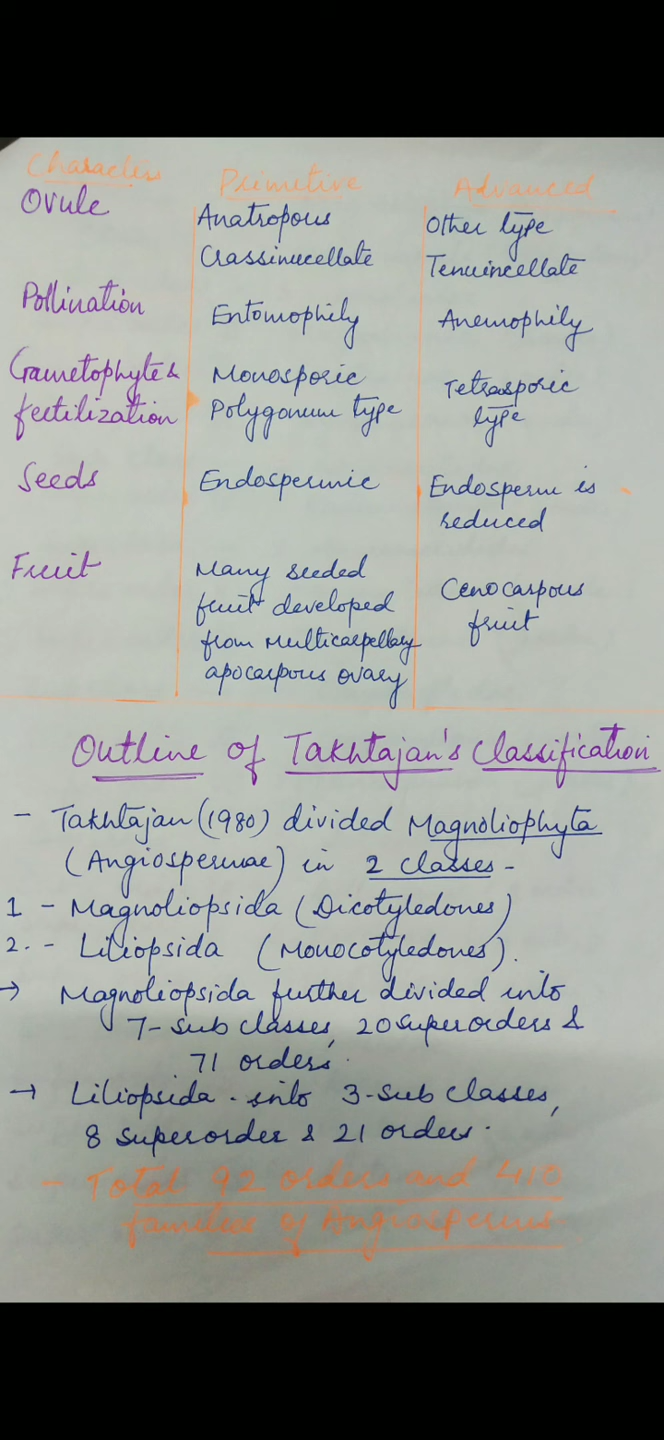 Characters Primitive Advanced
Ovule Anatropous Other type
Crassinucellate Tenuincellate
Pollination Entomophily Anemophily
Gametophyte & Monosporic Tetrasporic
fertilization Polygonum type type
Seeds Endospermic Endosperm is
reduced
Fruit Many seeded Cenocarpous
fruit developed fruit
from multicarpellary
apocarpous ovary
Outline of Takhtajan's Classification
- Takhtajan (1980) divided Magnoliophyta
(Angiospermae) in 2 classes -
1 - Magnoliopsida (Dicotyledones)
2. - Liliopsida (Monocotyledones).
→ Magnoliopsida further divided into
7-sub classes, 20 superorders &
71 orders.
→ Liliopsida. into 3-sub classes,
8 superorder & 21 orders.
- Total 92 orders and 410
families of Angiosperms.